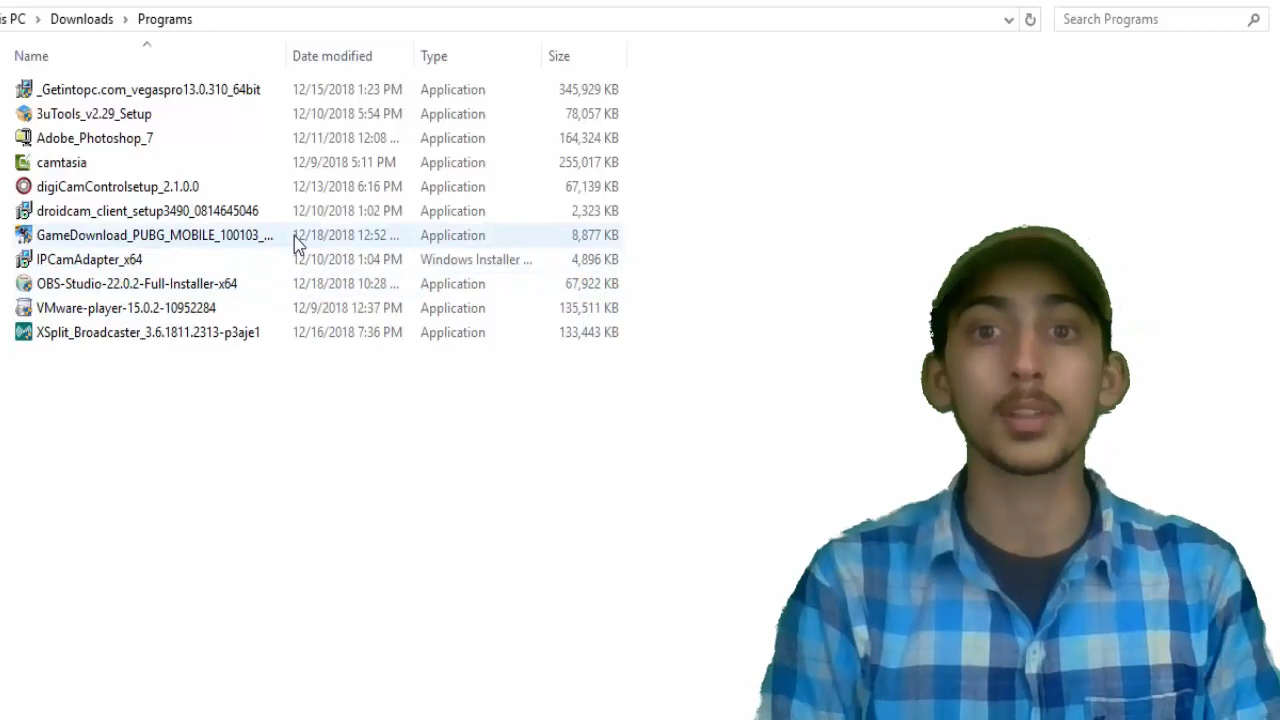 is PC > Downloads > Programs Search Programs
Name Date modified Type Size
_Getintopc.com_vegaspro13.0.310_64bit 12/15/2018 1:23 PM Application 345,929 KB
3uTools_v2.29_Setup 12/10/2018 5:54 PM Application 78,057 KB
Adobe_Photoshop_7 12/11/2018 12:08 ... Application 164,324 KB
camtasia 12/9/2018 5:11 PM Application 255,017 KB
digiCamControlsetup_2.1.0.0 12/13/2018 6:16 PM Application 67,139 KB
droidcam_client_setup3490_0814645046 12/10/2018 1:02 PM Application 2,323 KB
GameDownload_PUBG_MOBILE_100103_... 12/18/2018 12:52 ... Application 8,877 KB
IPCamAdapter_x64 12/10/2018 1:04 PM Windows Installer ... 4,896 KB
OBS-Studio-22.0.2-Full-Installer-x64 12/18/2018 10:28 ... Application 67,922 KB
VMware-player-15.0.2-10952284 12/9/2018 12:37 PM Application 135,511 KB
XSplit_Broadcaster_3.6.1811.2313-p3aje1 12/16/2018 7:36 PM Application 133,443 KB